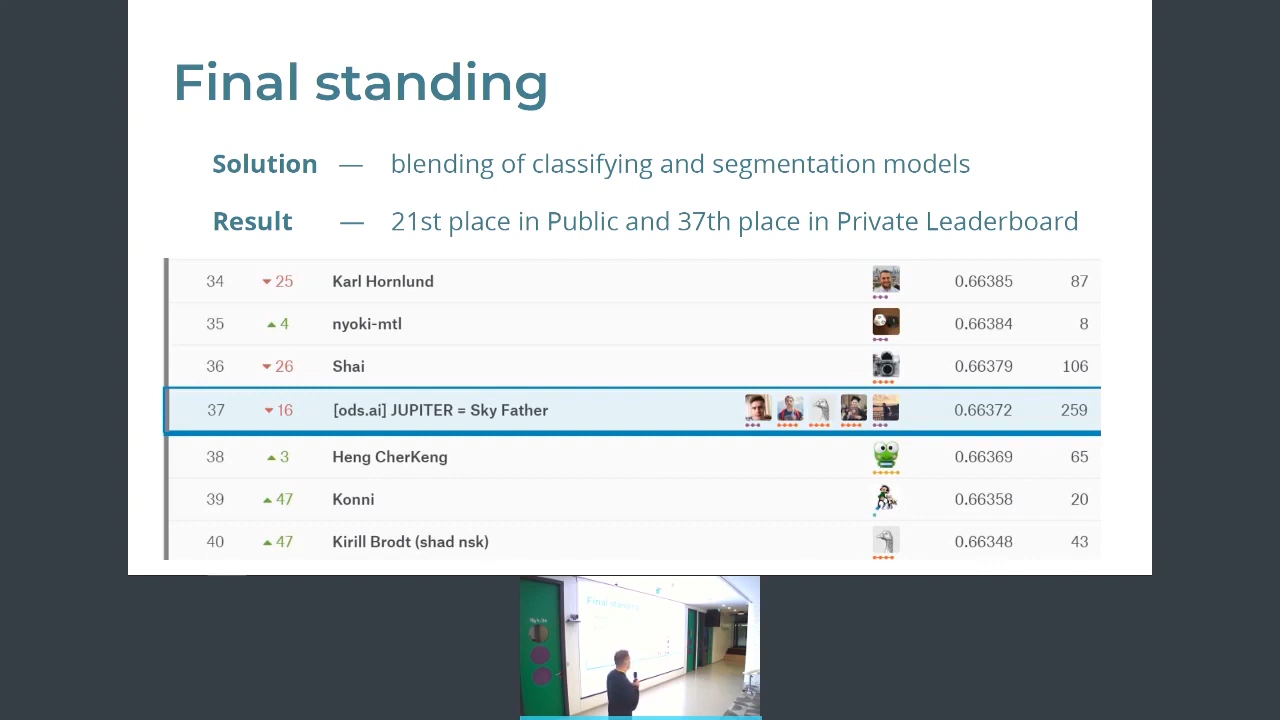 Final standing
Solution — blending of classifying and segmentation models
Result — 21st place in Public and 37th place in Private Leaderboard
34 ▼ 25 Karl Hornlund 0.66385 87
35 ▲ 4 nyoki-mtl 0.66384 8
36 ▼ 26 Shai 0.66379 106
37 ▼ 16 [ods.ai] JUPITER = Sky Father 0.66372 259
38 ▲ 3 Heng CherKeng 0.66369 65
39 ▲ 47 Konni 0.66358 20
40 ▲ 47 Kirill Brodt (shad nsk) 0.66348 43
Final standing